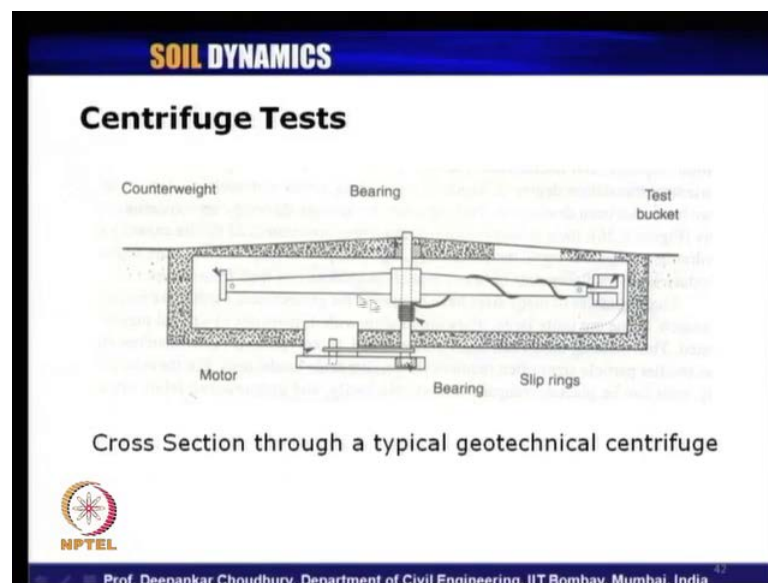 SOIL DYNAMICS
Centrifuge Tests
Counterweight
Bearing
Test
bucket
Motor
Bearing
Slip rings
Cross Section through a typical geotechnical centrifuge
NPTEL
42
Prof. Deepankar Choudhury, Department of Civil Engineering, IIT Bombay, Mumbai, India